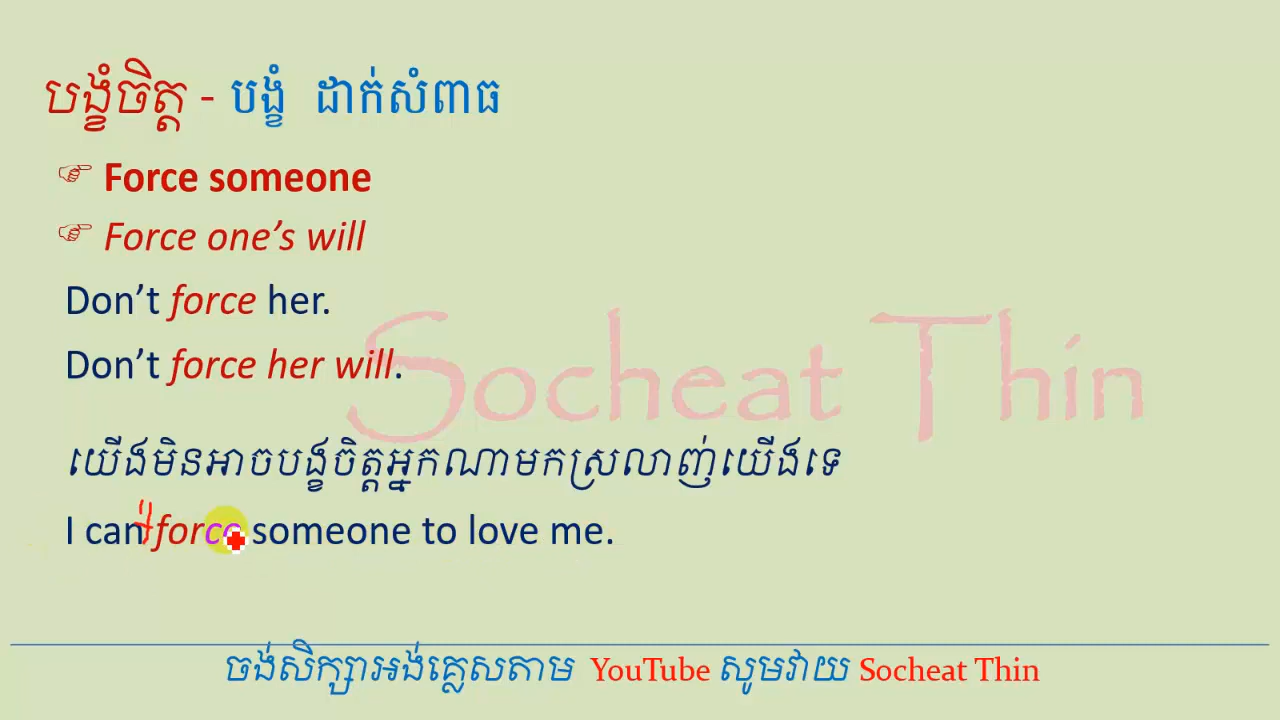 បង្ខំចិត្ត - បង្ខំ ដាក់សំពាធ
☞ Force someone
☞ Force one’s will
Don’t force her.
Don’t force her will.
Socheat Thin
យើងមិនអាចបង្ខចិត្តអ្នកណាមកស្រលាញ់យើងទេ
I can't force someone to love me.
ចង់សិក្សាអង់គ្លេសតាម YouTube សូមវាយ Socheat Thin